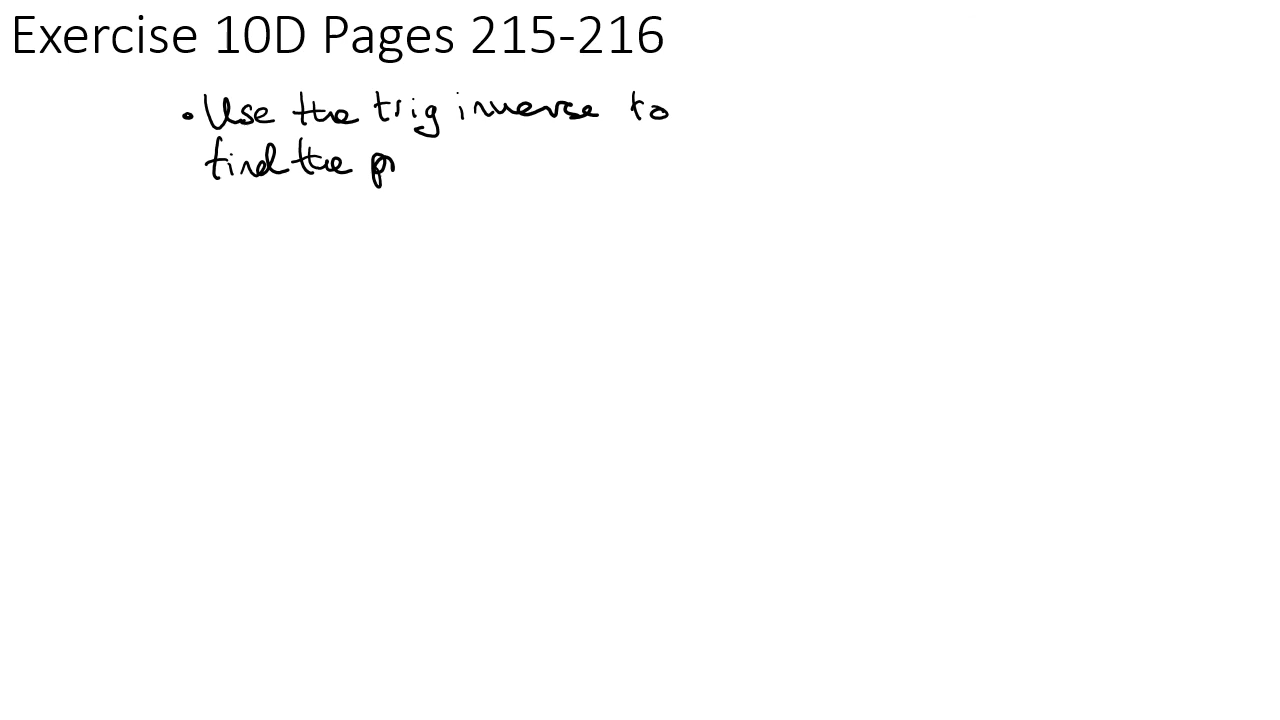 Exercise 10D Pages 215-216
• Use the trig inverse to
find the p